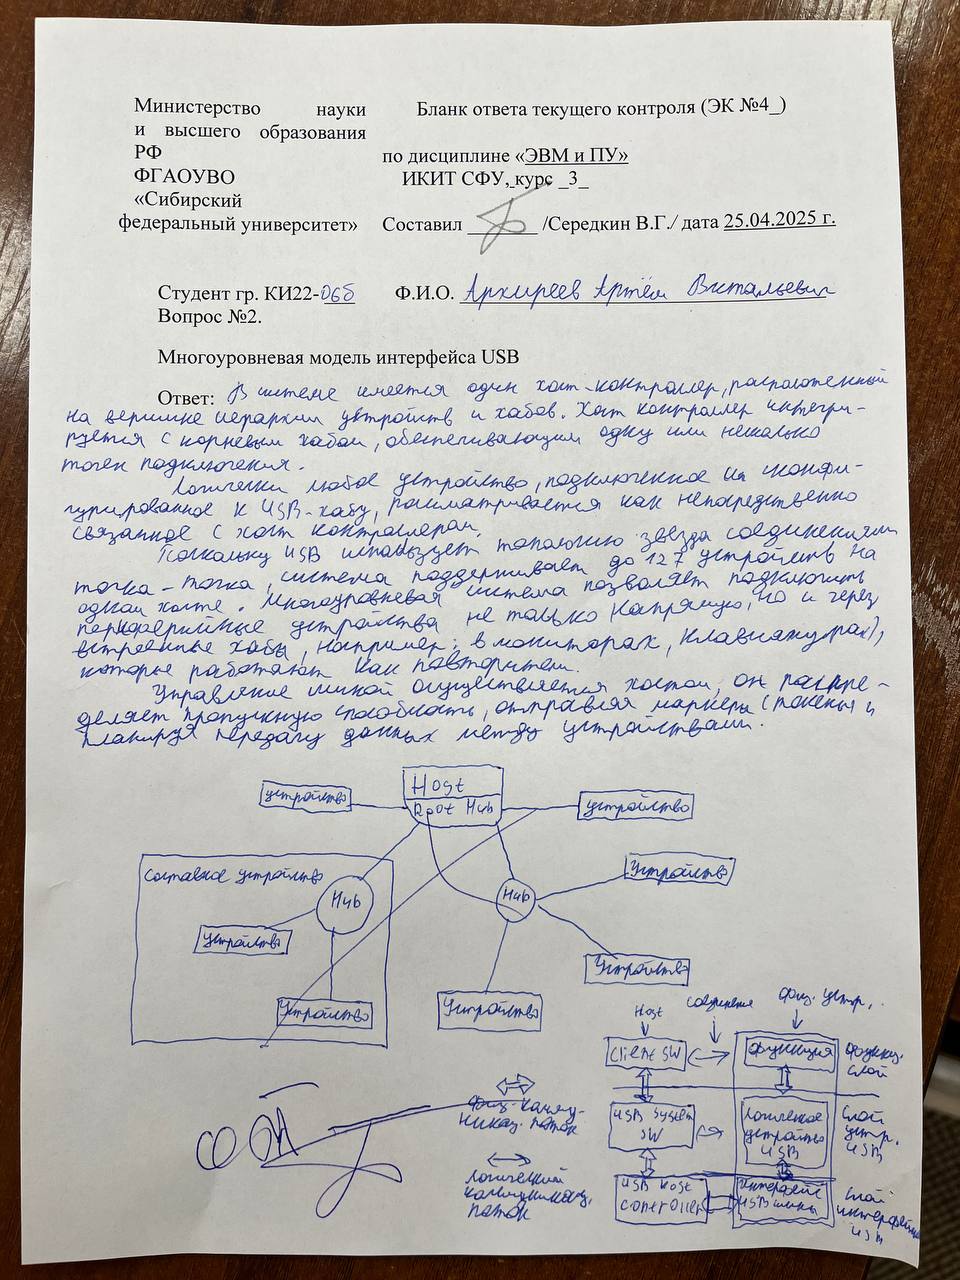 Министерство науки
и высшего образования
РФ
ФГАОУВО
«Сибирский
федеральный университет»
Бланк ответа текущего контроля (ЭК №4_)
по дисциплине «ЭВМ и ПУ»
ИКИТ СФУ, курс _3_
Составил /Середкин В.Г./ дата 25.04.2025 г.
Студент гр. КИ22-06б Ф.И.О. Архиреев Артём Витальевич
Вопрос №2.
Многоуровневая модель интерфейса USB
Ответ: В системе имеется один хост-контроллер, расположенный
на вершине иерархии устройств и хабов. Хост контроллер интегри-
руется с корневым хабом, обеспечивающим одну или несколько
точек подключения.
Логически любое устройство, подключенное и сконфи-
гурированное к USB-хабу, рассматривается как непосредственно
связанное с хост контроллером.
Поскольку USB использует топологию звезда соединениями
точка-точка, система поддерживает до 127 устройств на
одном хосте. Многоуровневая система позволяет подключить
периферийные устройства не только напрямую, но и через
встроенные хабы (например: в мониторах, клавиатурах),
которые работают как повторители.
Управление шиной осуществляется хостом, он распре-
деляет пропускную способность, отправляя маркеры (токены) и
планируя передачу данных между устройствами.
Host
Root Hub
устройство
устройство
Составное устройство
Hub
Hub
Устройство
Устройство
Устройство
Устройство
Устройство
Host
соединение
физ. устр.
Client SW
функция
функц. слой
USB System SW
логическое устройство USB
Слой устр. USB
USB Host controller
интерфейс USB шины
Слой интерфейса USB
физ. коммуникац. поток
логический коммуникац. поток